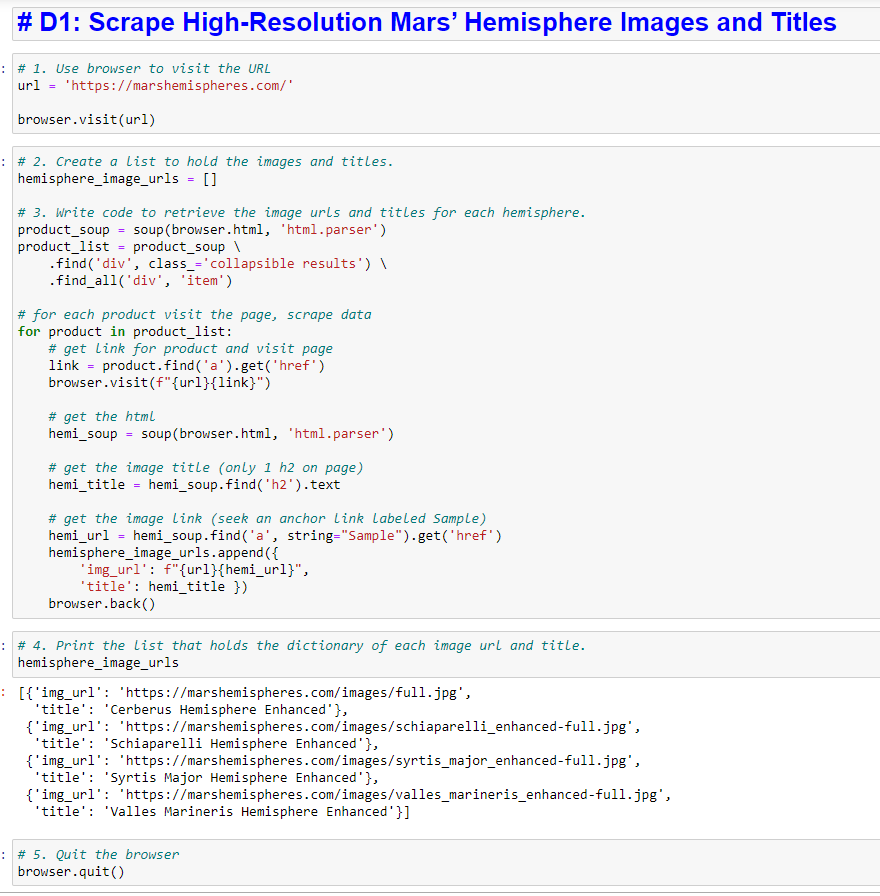 # D1: Scrape High-Resolution Mars’ Hemisphere Images and Titles
: # 1. Use browser to visit the URL
url = 'https://marshemispheres.com/'
browser.visit(url)
: # 2. Create a list to hold the images and titles.
hemisphere_image_urls = []
# 3. Write code to retrieve the image urls and titles for each hemisphere.
product_soup = soup(browser.html, 'html.parser')
product_list = product_soup \
    .find('div', class_='collapsible results') \
    .find_all('div', 'item')
# for each product visit the page, scrape data
for product in product_list:
    # get link for product and visit page
    link = product.find('a').get('href')
    browser.visit(f"{url}{link}")
    # get the html
    hemi_soup = soup(browser.html, 'html.parser')
    # get the image title (only 1 h2 on page)
    hemi_title = hemi_soup.find('h2').text
    # get the image link (seek an anchor link labeled Sample)
    hemi_url = hemi_soup.find('a', string="Sample").get('href')
    hemisphere_image_urls.append({
        'img_url': f"{url}{hemi_url}",
        'title': hemi_title })
    browser.back()
: # 4. Print the list that holds the dictionary of each image url and title.
hemisphere_image_urls
: [{'img_url': 'https://marshemispheres.com/images/full.jpg',
  'title': 'Cerberus Hemisphere Enhanced'},
 {'img_url': 'https://marshemispheres.com/images/schiaparelli_enhanced-full.jpg',
  'title': 'Schiaparelli Hemisphere Enhanced'},
 {'img_url': 'https://marshemispheres.com/images/syrtis_major_enhanced-full.jpg',
  'title': 'Syrtis Major Hemisphere Enhanced'},
 {'img_url': 'https://marshemispheres.com/images/valles_marineris_enhanced-full.jpg',
  'title': 'Valles Marineris Hemisphere Enhanced'}]
: # 5. Quit the browser
browser.quit()